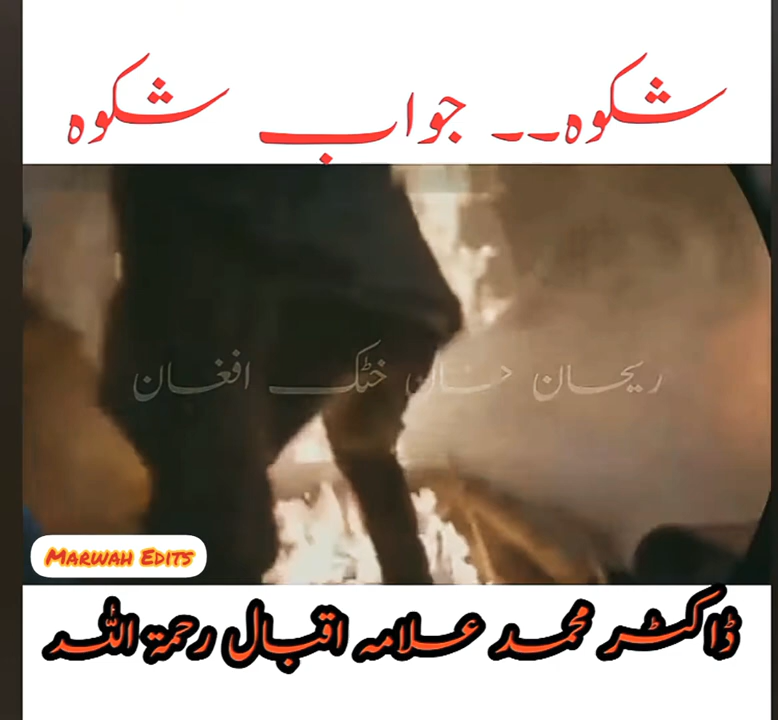 شکوہ۔۔ جواب شکوہ
ریحان خان خٹک افغان
MARWAH EDITS
ڈاکٹر محمد علامہ اقبال رحمۃ اللہ